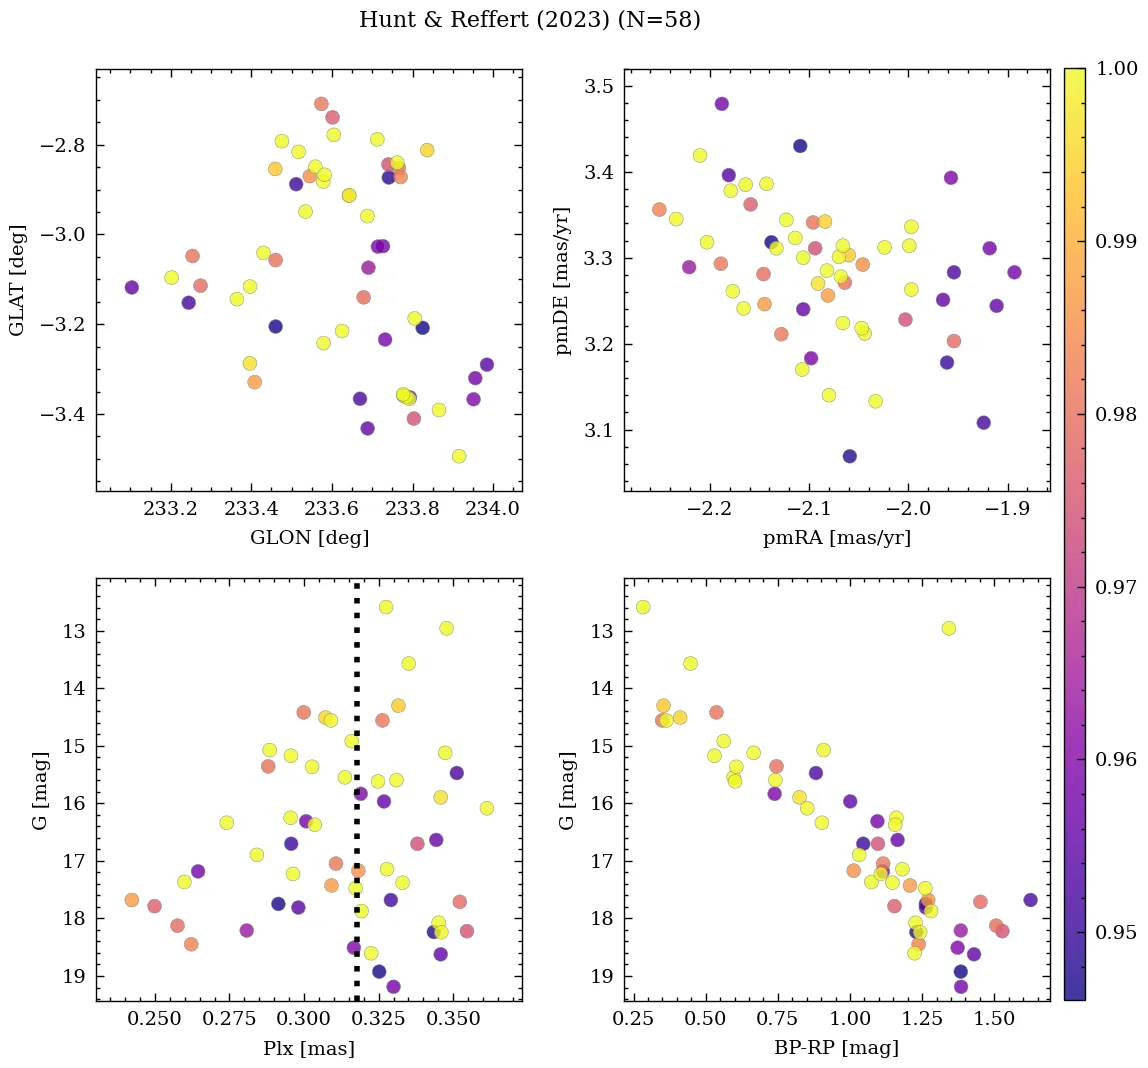 Hunt & Reffert (2023) (N=58)
−2.8
−3.0
−3.2
−3.4
GLAT [deg]
233.2 233.4 233.6 233.8 234.0
GLON [deg]
3.5
3.4
3.3
3.2
3.1
pmDE [mas/yr]
−2.2 −2.1 −2.0 −1.9
pmRA [mas/yr]
1.00
0.99
0.98
0.97
0.96
0.95
13
14
15
16
17
18
19
G [mag]
0.250 0.275 0.300 0.325 0.350
Plx [mas]
13
14
15
16
17
18
19
G [mag]
0.25 0.50 0.75 1.00 1.25 1.50
BP-RP [mag]